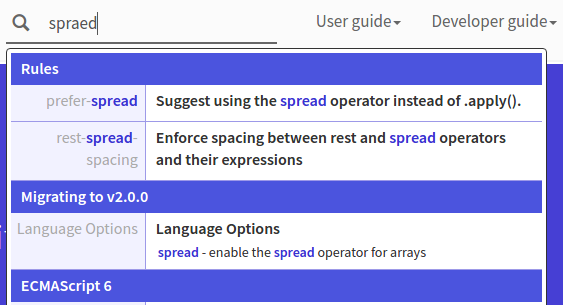 spraed
User guide
Developer guide
Rules
prefer-spread
Suggest using the spread operator instead of .apply().
rest-spread-
spacing
Enforce spacing between rest and spread operators
and their expressions
Migrating to v2.0.0
Language Options
Language Options
spread - enable the spread operator for arrays
ECMAScript 6